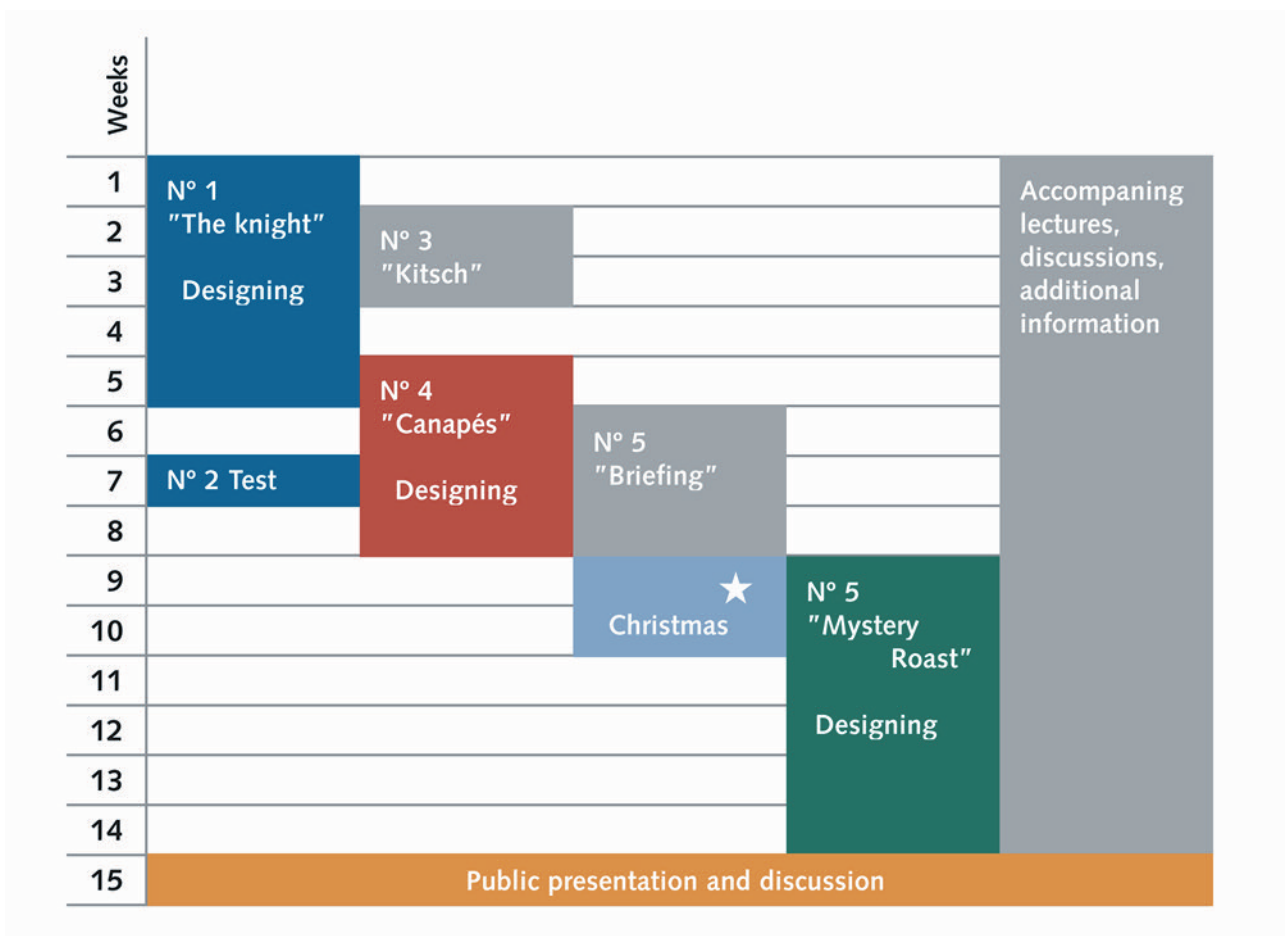 Weeks
1
2
3
4
5
6
7
8
9
10
11
12
13
14
15
N° 1
"The knight"
Designing
N° 2 Test
N° 3
"Kitsch"
N° 4
"Canapés"
Designing
N° 5
"Briefing"
Christmas
N° 5
"Mystery
Roast"
Designing
Accompaning
lectures,
discussions,
additional
information
Public presentation and discussion